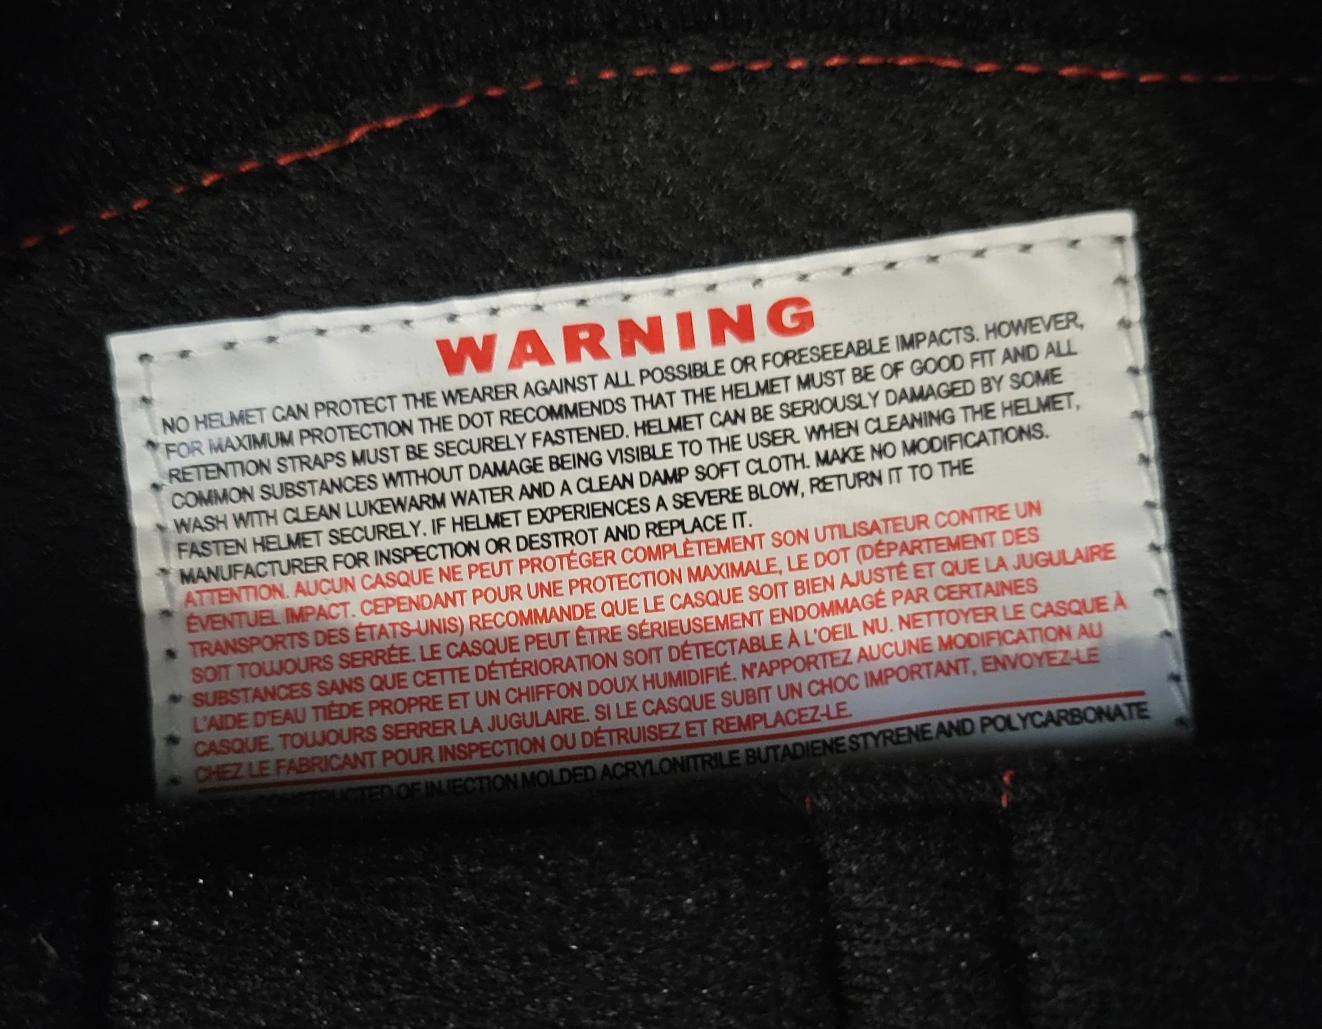 WARNING
NO HELMET CAN PROTECT THE WEARER AGAINST ALL POSSIBLE OR FORESEEABLE IMPACTS. HOWEVER,
FOR MAXIMUM PROTECTION THE DOT RECOMMENDS THAT THE HELMET MUST BE OF GOOD FIT AND ALL
RETENTION STRAPS MUST BE SECURELY FASTENED. HELMET CAN BE SERIOUSLY DAMAGED BY SOME
COMMON SUBSTANCES WITHOUT DAMAGE BEING VISIBLE TO THE USER. WHEN CLEANING THE HELMET,
WASH WITH CLEAN LUKEWARM WATER AND A CLEAN DAMP SOFT CLOTH. MAKE NO MODIFICATIONS.
FASTEN HELMET SECURELY. IF HELMET EXPERIENCES A SEVERE BLOW, RETURN IT TO THE
MANUFACTURER FOR INSPECTION OR DESTROT AND REPLACE IT.
ATTENTION. AUCUN CASQUE NE PEUT PROTÉGER COMPLÈTEMENT SON UTILISATEUR CONTRE UN
ÉVENTUEL IMPACT. CEPENDANT POUR UNE PROTECTION MAXIMALE, LE DOT (DÉPARTEMENT DES
TRANSPORTS DES ÉTATS-UNIS) RECOMMANDE QUE LE CASQUE SOIT BIEN AJUSTÉ ET QUE LA JUGULAIRE
SOIT TOUJOURS SERRÉE. LE CASQUE PEUT ÊTRE SÉRIEUSEMENT ENDOMMAGÉ PAR CERTAINES
SUBSTANCES SANS QUE CETTE DÉTÉRIORATION SOIT DÉTECTABLE À L'OEIL NU. NETTOYER LE CASQUE À
L'AIDE D'EAU TIÈDE PROPRE ET UN CHIFFON DOUX HUMIDIFIÉ. N'APPORTEZ AUCUNE MODIFICATION AU
CASQUE. TOUJOURS SERRER LA JUGULAIRE. SI LE CASQUE SUBIT UN CHOC IMPORTANT, ENVOYEZ-LE
CHEZ LE FABRICANT POUR INSPECTION OU DÉTRUISEZ ET REMPLACEZ-LE.
CONSTRUCTED OF INJECTION MOLDED ACRYLONITRILE BUTADIENE STYRENE AND POLYCARBONATE